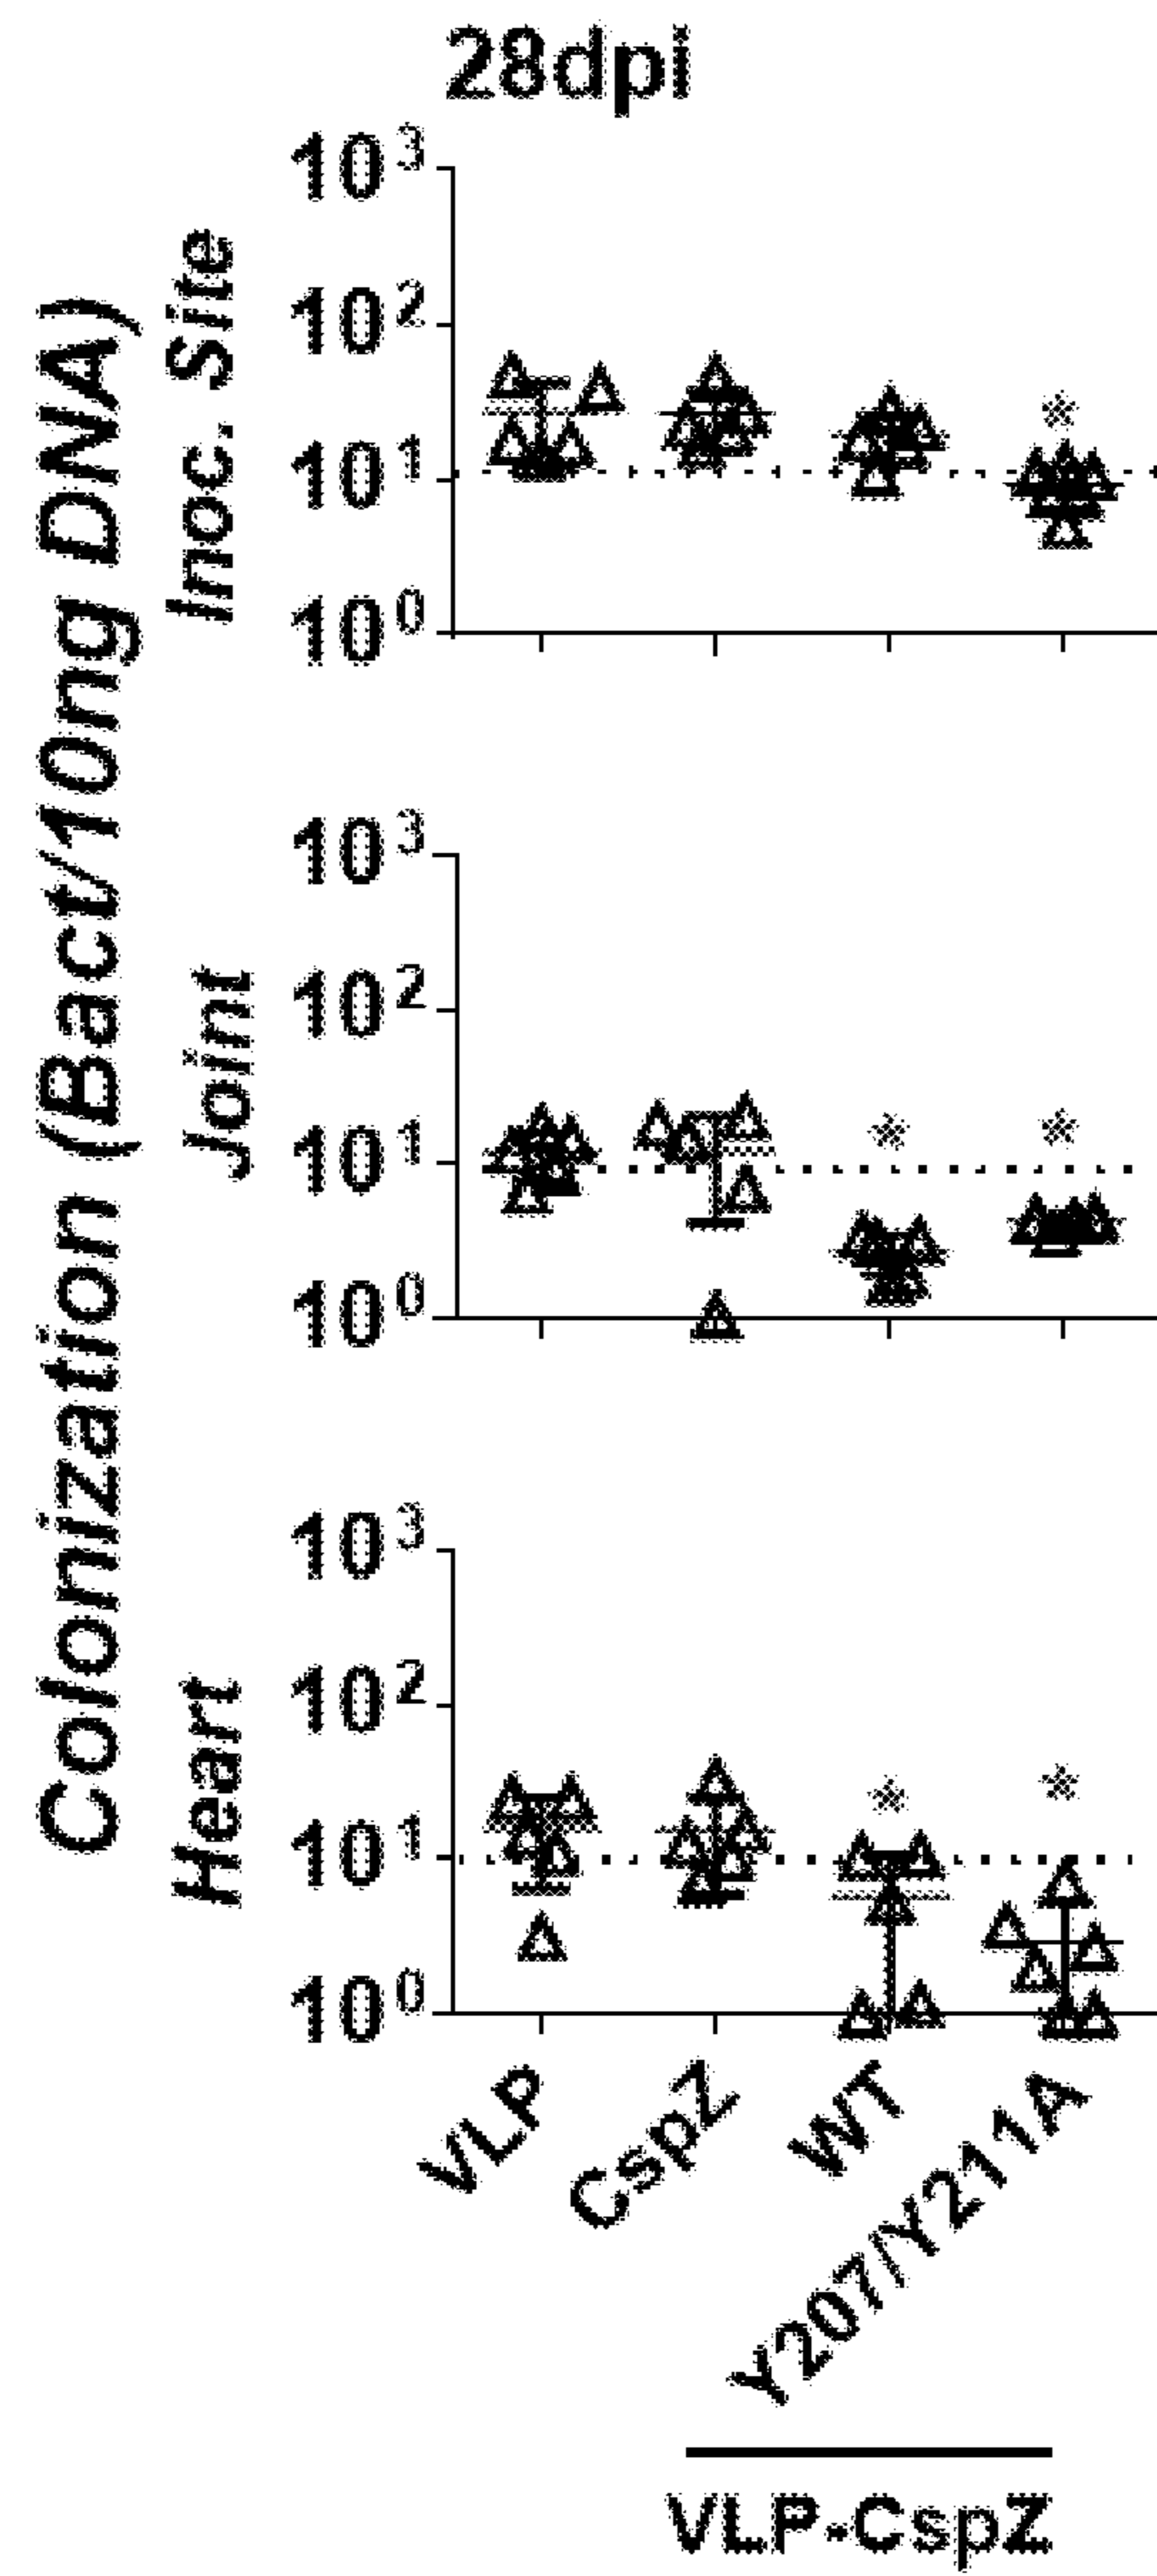 28dpi
Colonization (Bact/10ng DNA)
Inoc. Site
10³
10²
10¹
10⁰
*
Joint
10³
10²
10¹
10⁰
* *
Heart
10³
10²
10¹
10⁰
* *
VLP
CspZ
WT
Y207/Y211A
VLP-CspZ